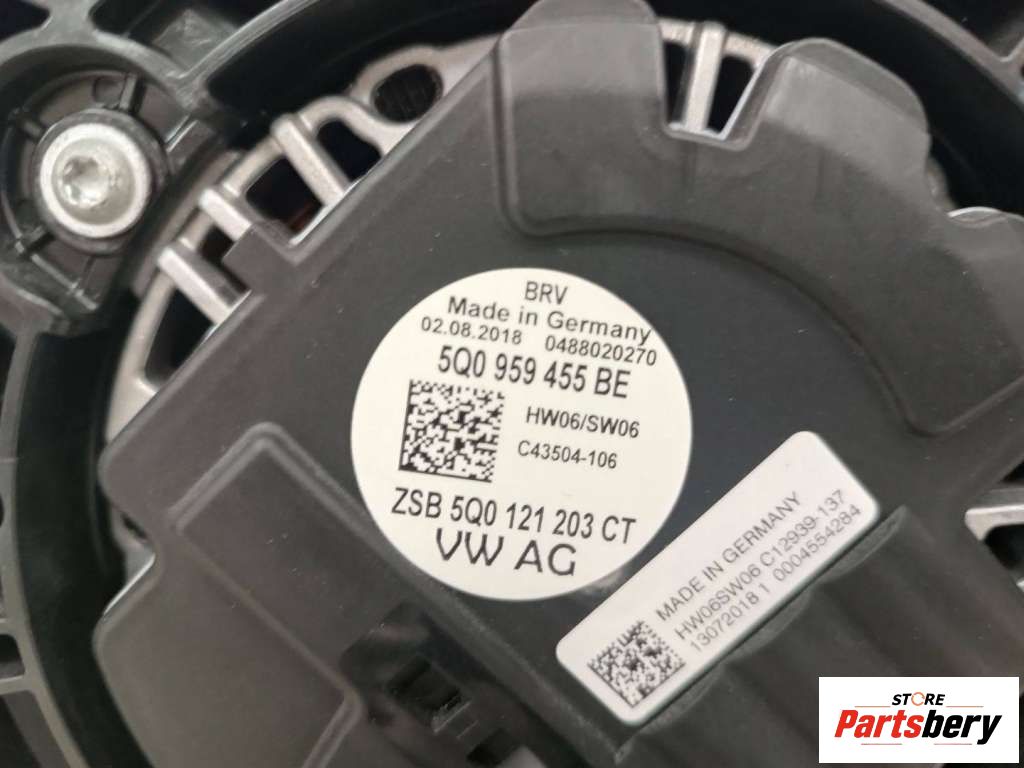 BRV
Made in Germany
02.08.2018 0488020270
5Q0 959 455 BE
HW06/SW06
C43504-106
ZSB 5Q0 121 203 CT
VW AG
MADE IN GERMANY
HW06SW06 C12939-137
13072018 1 0004554284
STORE
Partsbery